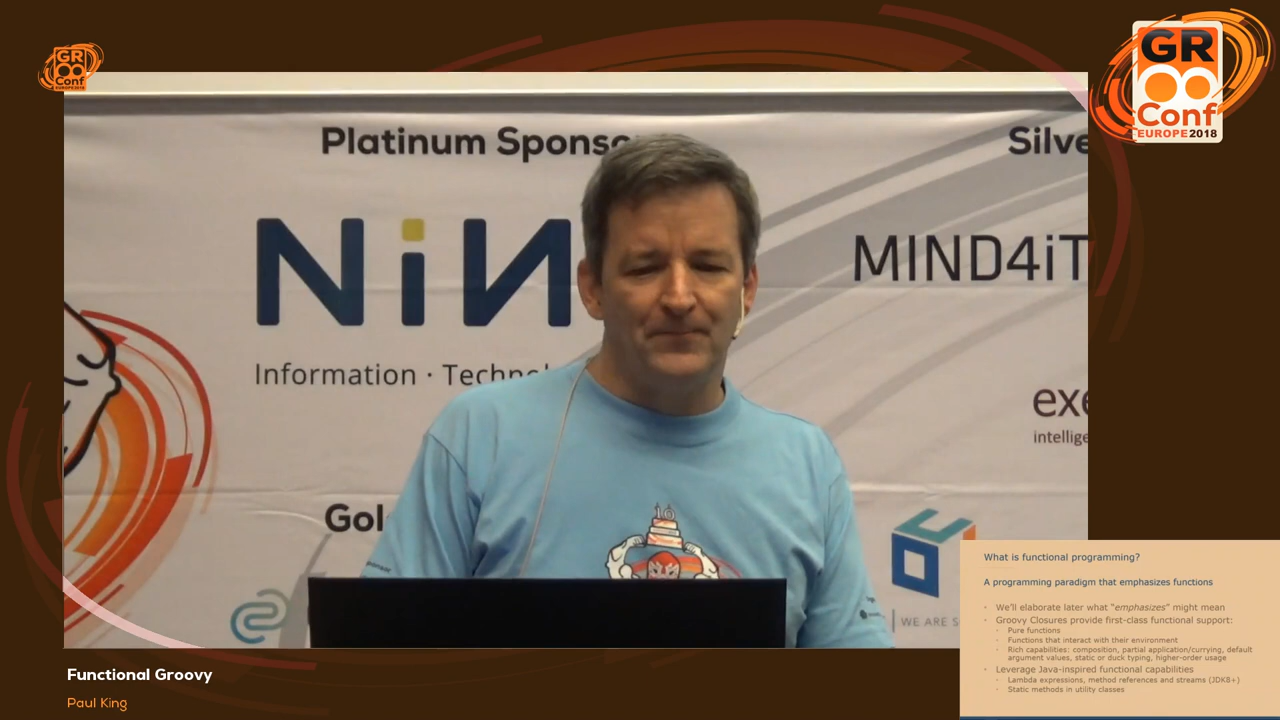 GR
Conf
EUROPE 2018
GR
Conf
EUROPE 2018
Platinum Sponso
Silve
NiN
MIND4iT
Information · Technol
exe
intellige
Gol
10
WE ARE S
What is functional programming?
A programming paradigm that emphasizes functions
• We'll elaborate later what "emphasizes" might mean
• Groovy Closures provide first-class functional support:
• Pure functions
• Functions that interact with their environment
• Rich capabilities: composition, partial application/currying, default
argument values, static or duck typing, higher-order usage
• Leverage Java-inspired functional capabilities
• Lambda expressions, method references and streams (JDK8+)
• Static methods in utility classes
Functional Groovy
Paul King